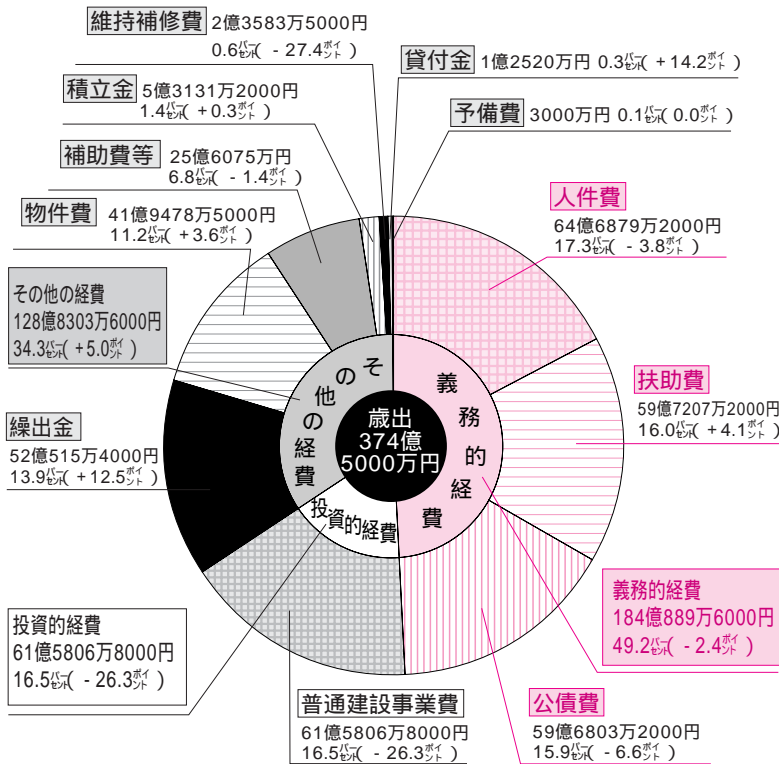 維持補修費 2億3583万5000円
0.6パーセント( - 27.4ポイント )
貸付金 1億2520万円 0.3パーセント( + 14.2ポイント )
積立金 5億3131万2000円
1.4パーセント( + 0.3ポイント )
予備費 3000万円 0.1パーセント( 0.0ポイント )
補助費等 25億6075万円
6.8パーセント( - 1.4ポイント )
物件費 41億9478万5000円
11.2パーセント( + 3.6ポイント )
人件費
64億6879万2000円
17.3パーセント( - 3.8ポイント )
その他の経費
128億8303万6000円
34.3パーセント( + 5.0ポイント )
扶助費
59億7207万2000円
16.0パーセント( + 4.1ポイント )
繰出金
52億515万4000円
13.9パーセント( + 12.5ポイント )
その他の経費
義務的経費
歳出
374億
5000万円
投資的経費
義務的経費
184億889万6000円
49.2パーセント( - 2.4ポイント )
投資的経費
61億5806万8000円
16.5パーセント( - 26.3ポイント )
普通建設事業費
61億5806万8000円
16.5パーセント( - 26.3ポイント )
公債費
59億6803万2000円
15.9パーセント( - 6.6ポイント )